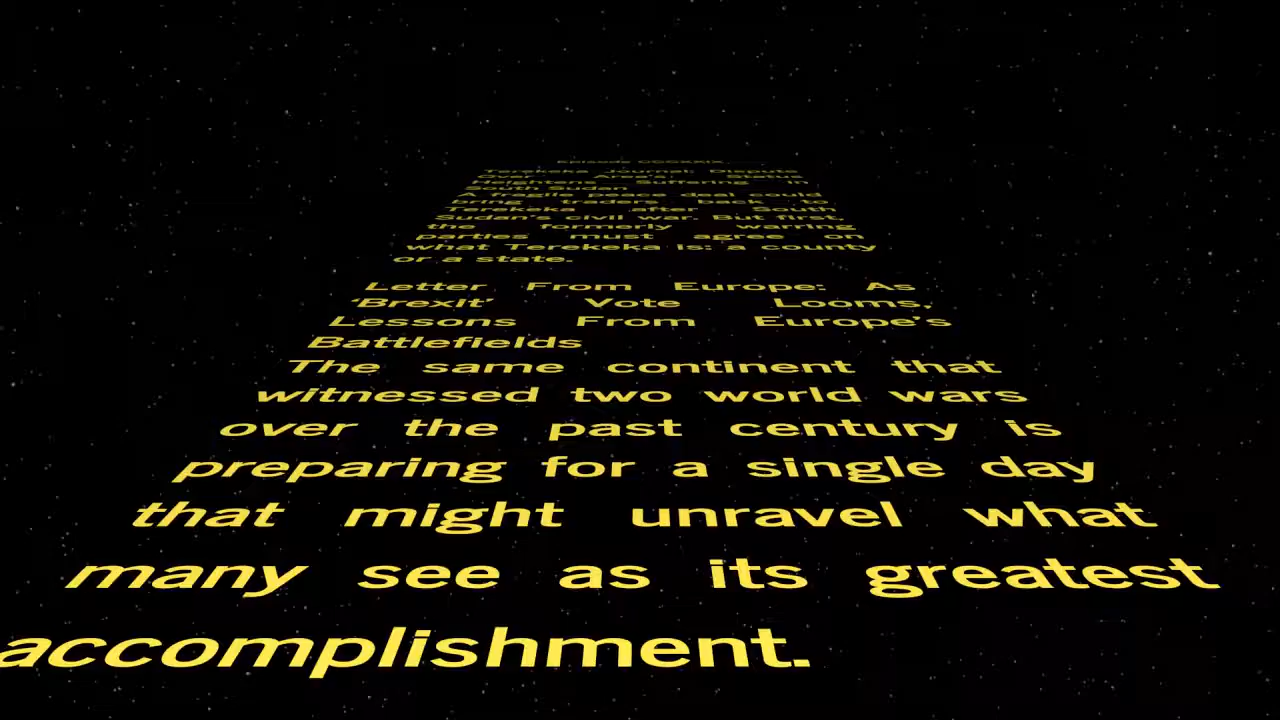 Episode CCCXXIX
Terekeka Journal: Dispute
Over Area's Status
Heightens Suffering in
South Sudan
A fragile peace deal could
bring traders back to
Terekeka after South
Sudan's civil war. But first,
the formerly warring
parties must agree on
what Terekeka is: a county
or a state.
Letter From Europe: As
‘Brexit’ Vote Looms,
Lessons From Europe’s
Battlefields
The same continent that
witnessed two world wars
over the past century is
preparing for a single day
that might unravel what
many see as its greatest
accomplishment.